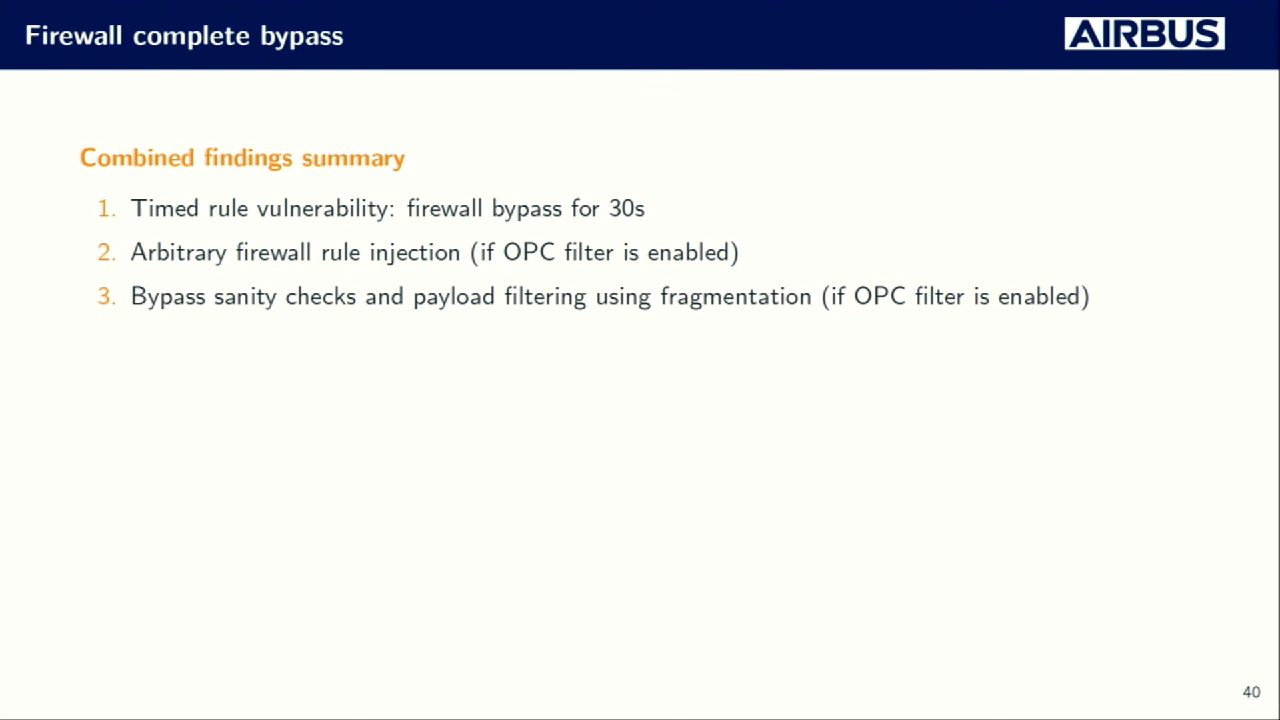 Firewall complete bypass
AIRBUS
Combined findings summary
1. Timed rule vulnerability: firewall bypass for 30s
2. Arbitrary firewall rule injection (if OPC filter is enabled)
3. Bypass sanity checks and payload filtering using fragmentation (if OPC filter is enabled)
40